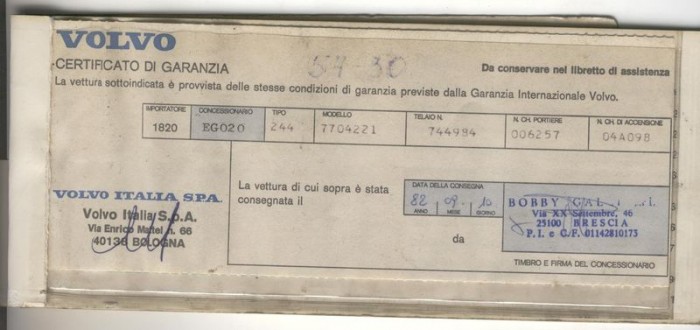 VOLVO
CERTIFICATO DI GARANZIA
57-30
Da conservare nel libretto di assistenza
La vettura sottoindicata è provvista delle stesse condizioni di garanzia previste dalla Garanzia Internazionale Volvo.
IMPORTATORE CONCESSIONARIO TIPO MODELLO TELAIO N. N. CH. PORTIERE N. CH. DI ACCENSIONE
1820 EG020 244 7704221 744994 006257 04A098
VOLVO ITALIA SPA.
Volvo Italia S.p.A.
Via Enrico Mattei n. 66
40138 BOLOGNA
La vettura di cui sopra è stata
consegnata il
DATA DELLA CONSEGNA
82 09 10
ANNO MESE GIORNO
da
BOBBY
Via XX Settembre, 46
25100 BRESCIA
P.I. e C.F. 01142810173
TIMBRO E FIRMA DEL CONCESSIONARIO